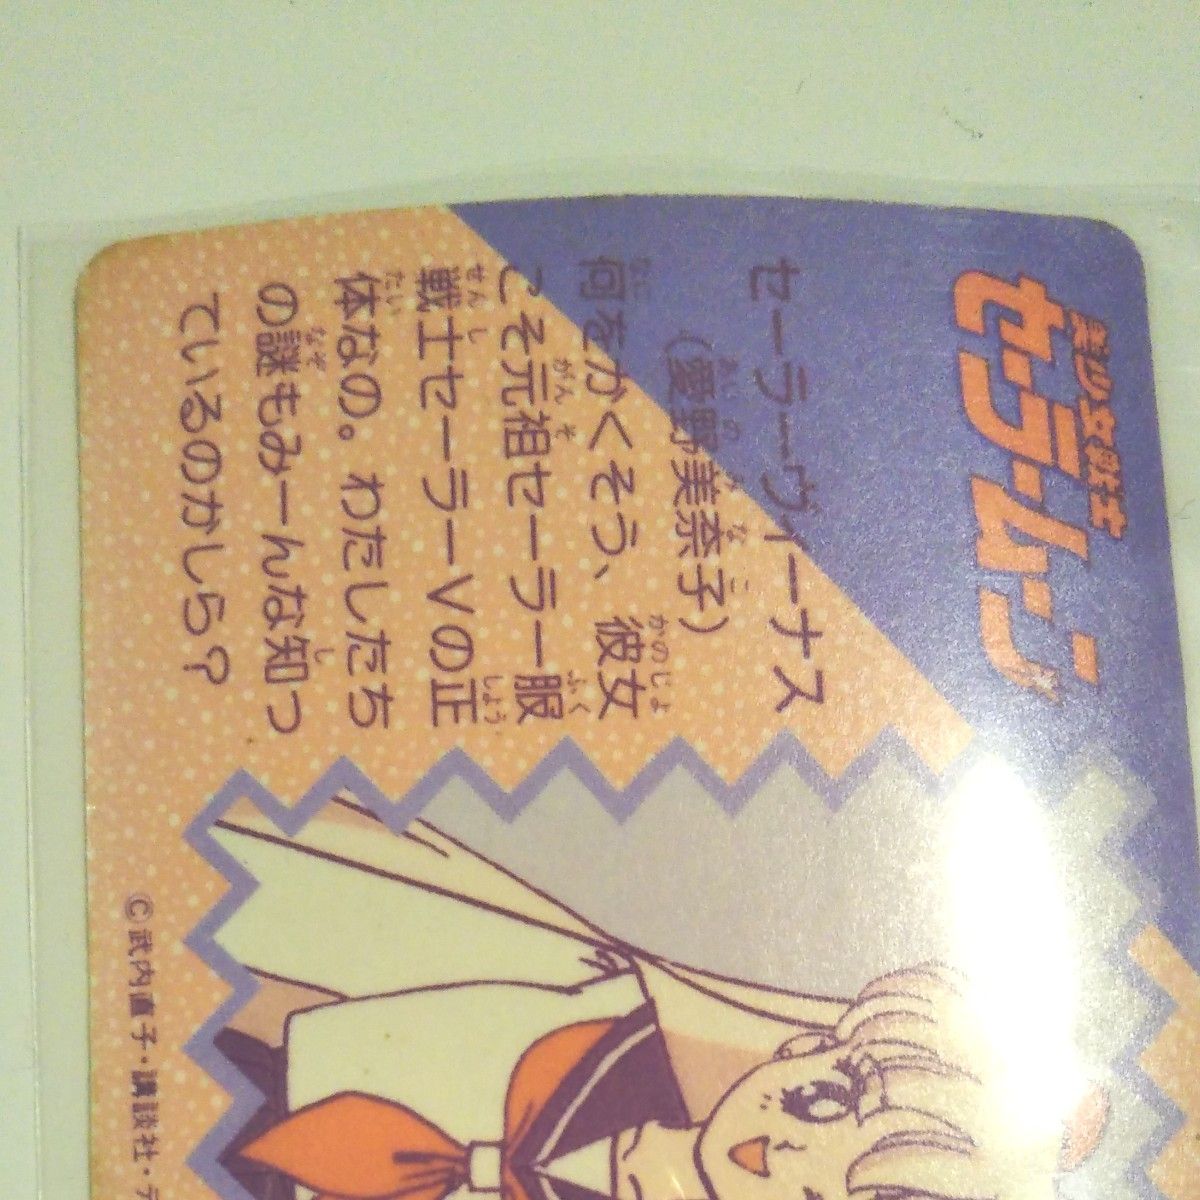 美少女戦士
セーラームーン
セーラーヴィーナス
（愛野美奈子）
何をかくそう、彼女
こそ元祖セーラー服
戦士セーラーVの正
体なの。わたしたち
の謎もみーんな知っ
ているのかしら？
©武内直子・講談社・テ